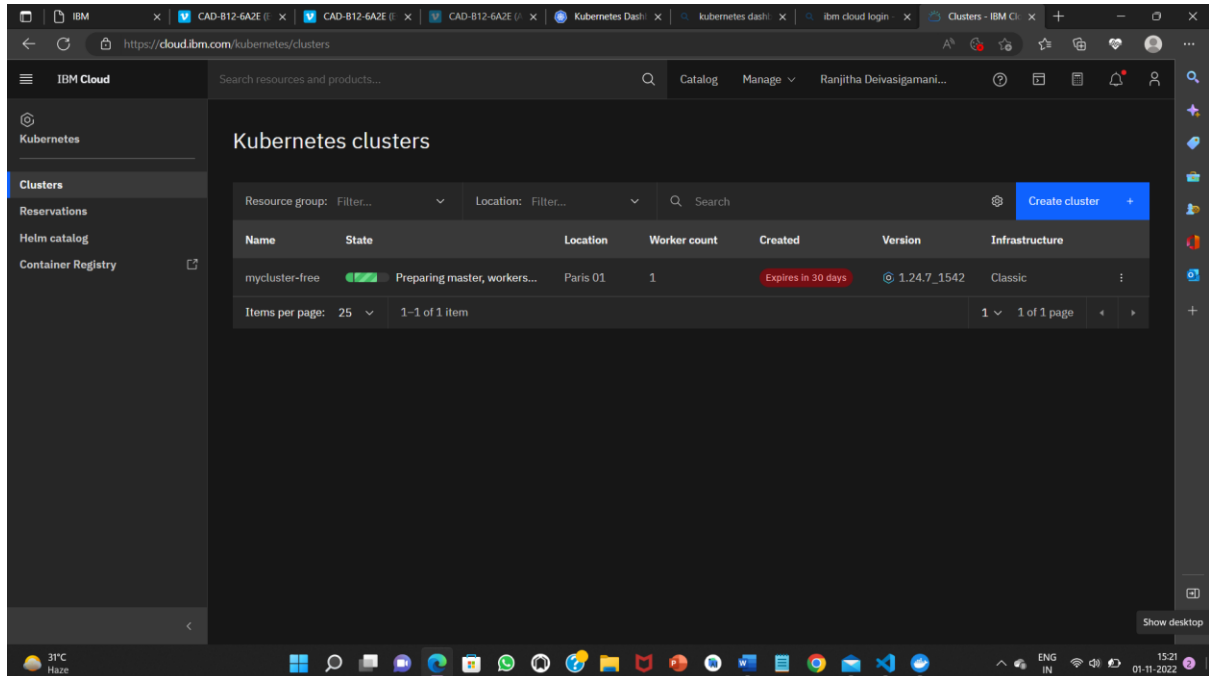 IBM
CAD-B12-6A2E (E
CAD-B12-6A2E (E
CAD-B12-6A2E (A
Kubernetes Dash
kubernetes dash
ibm cloud login -
Clusters - IBM Clo
https://cloud.ibm.com/kubernetes/clusters
IBM Cloud
Search resources and products...
Catalog
Manage
Ranjitha Deivasigamani...
Kubernetes
Clusters
Reservations
Helm catalog
Container Registry
Kubernetes clusters
Resource group: Filter...
Location: Filter...
Search
Create cluster +
Name State Location Worker count Created Version Infrastructure
mycluster-free Preparing master, workers... Paris 01 1 Expires in 30 days 1.24.7_1542 Classic
Items per page: 25 1–1 of 1 item 1 1 of 1 page
Show desktop
31°C
Haze
ENG
IN
15:21
01-11-2022
2